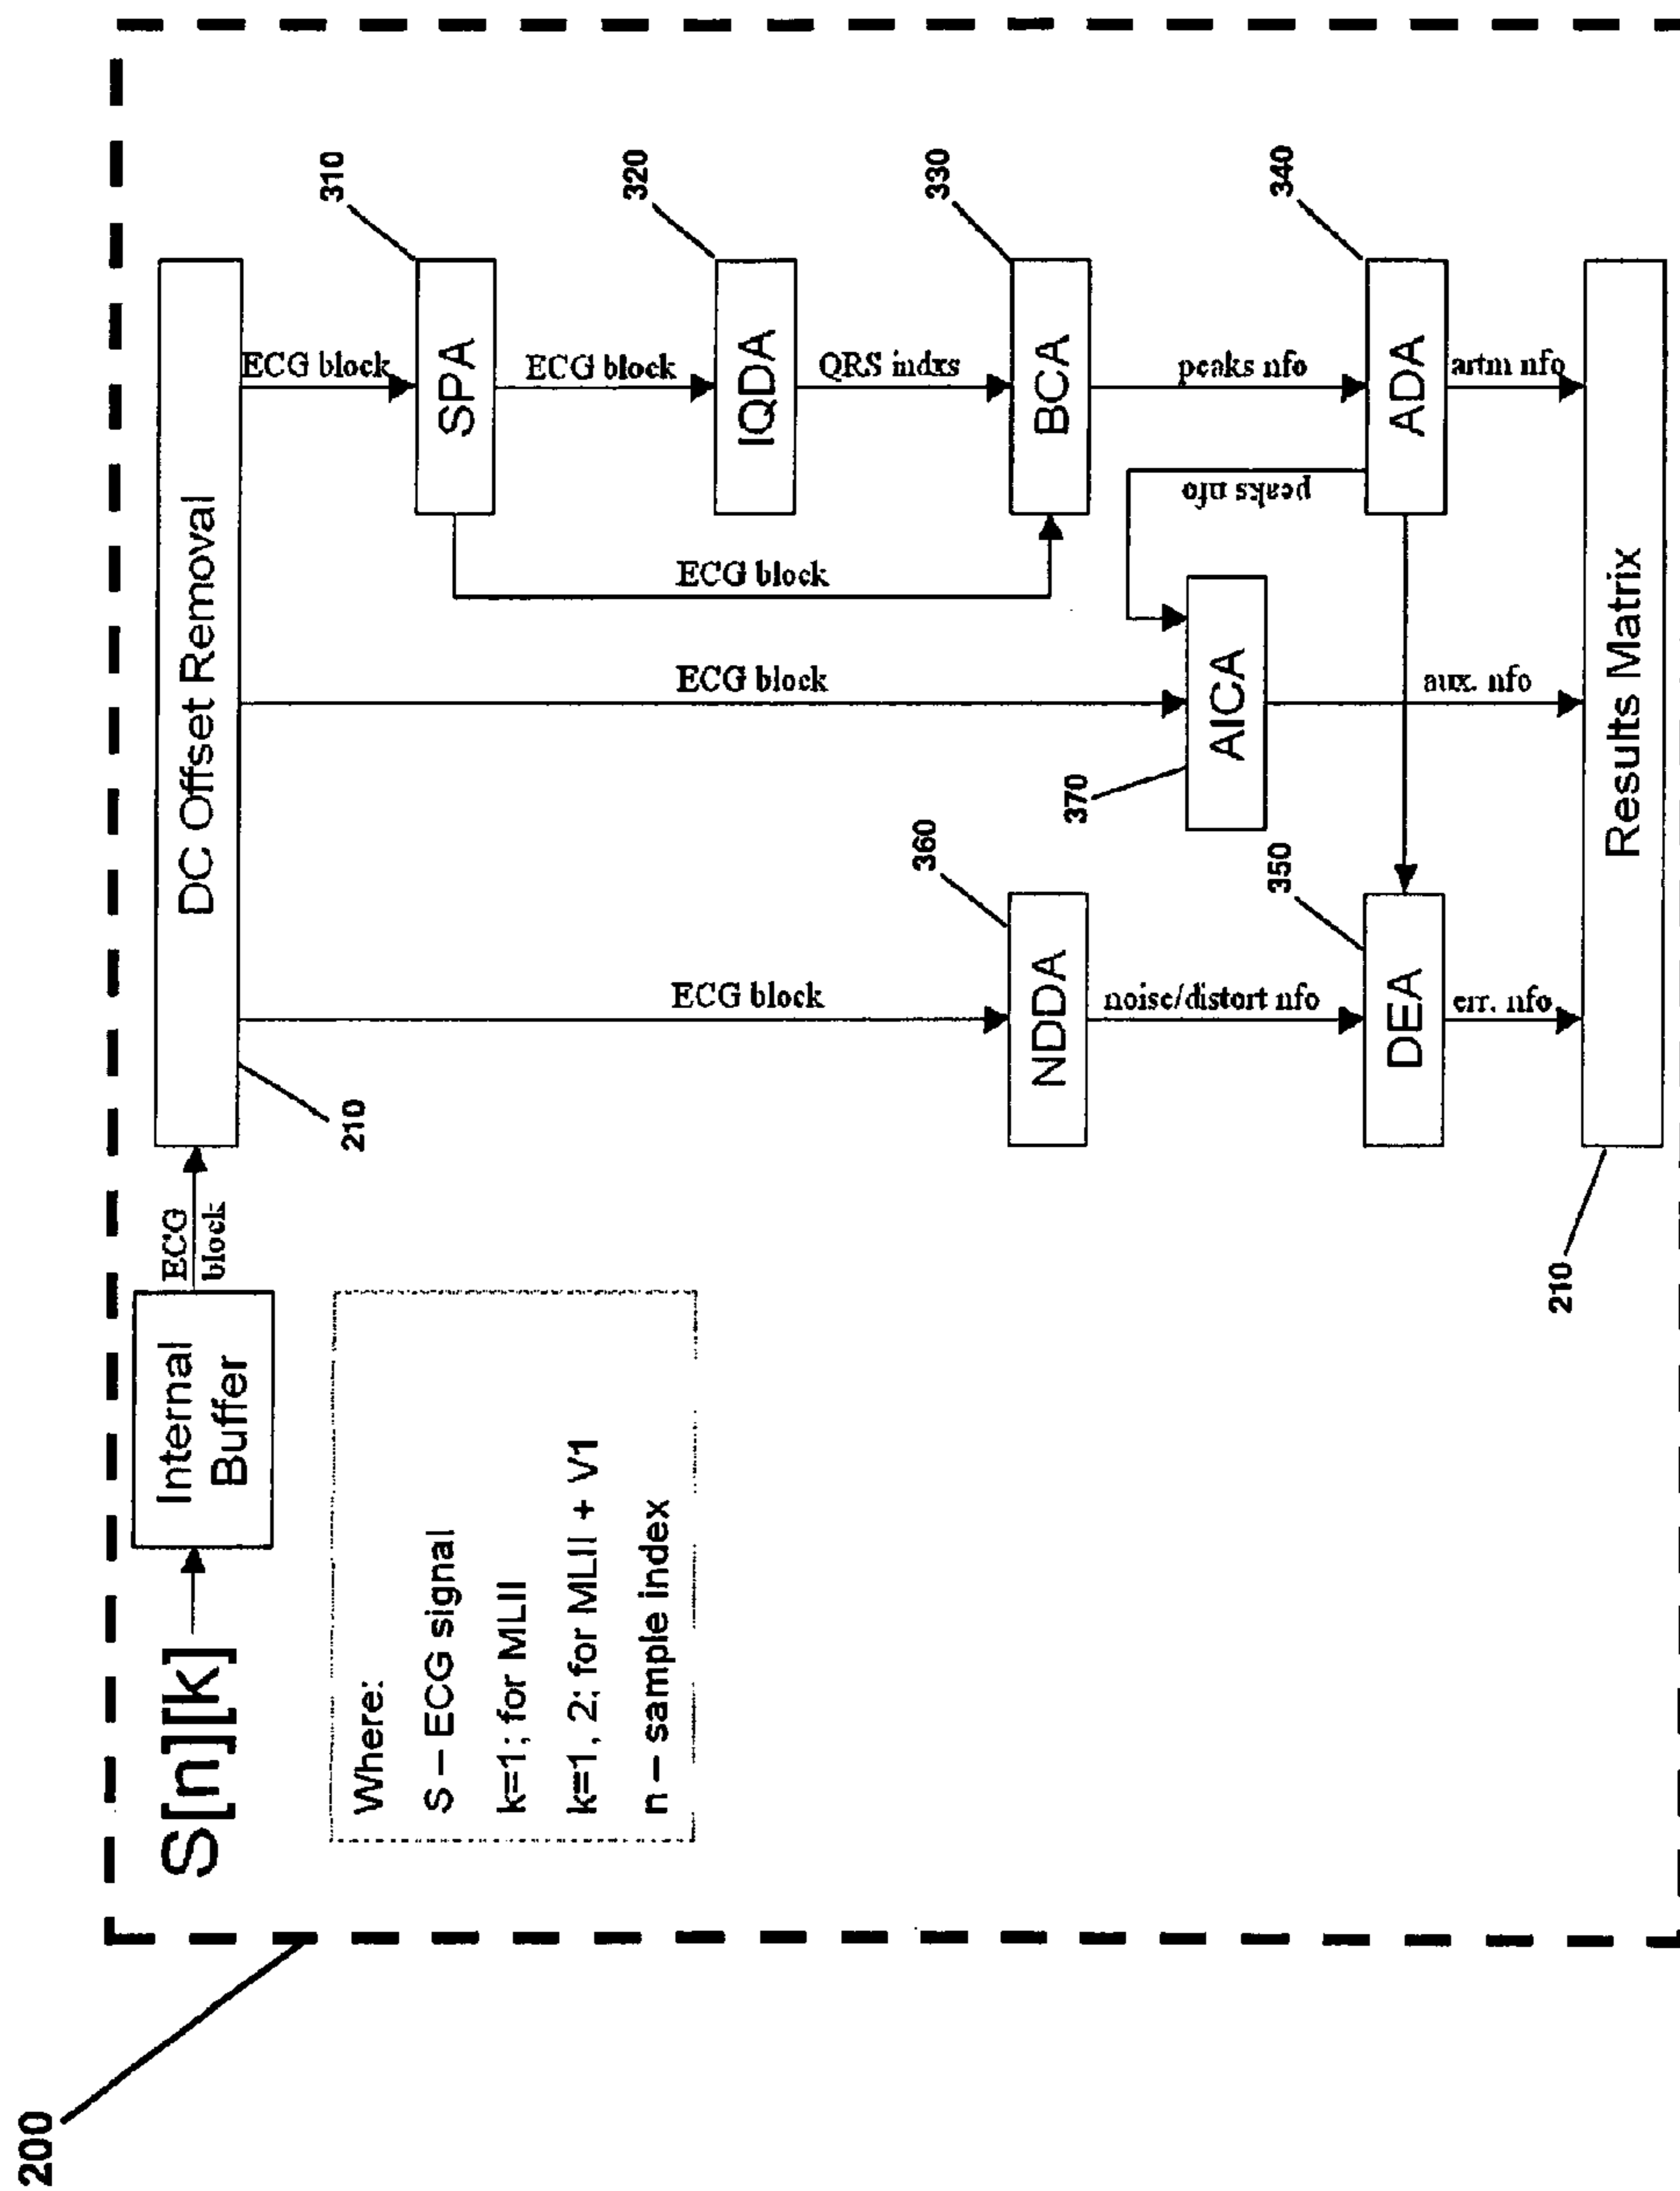 200
S[n][k]
Internal
Buffer
ECG
block
DC Offset Removal
210
Where:
S – ECG signal
k=1; for MLII
k=1, 2; for MLII + V1
n – sample index
ECG block
ECG block
ECG block
SPA
310
ECG block
ECG block
IQDA
320
QRS indxs
NDDA
360
BCA
330
AICA
370
peaks nfo
peaks nfo
noise/distort nfo
DEA
350
ADA
340
err. nfo
aux. nfo
artm nfo
Results Matrix
210